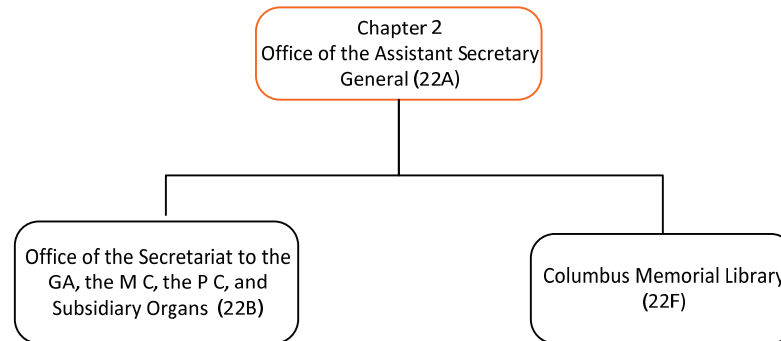 Chapter 2
Office of the Assistant Secretary
General (22A)
Office of the Secretariat to the
GA, the M C, the P C, and
Subsidiary Organs (22B)
Columbus Memorial Library
(22F)